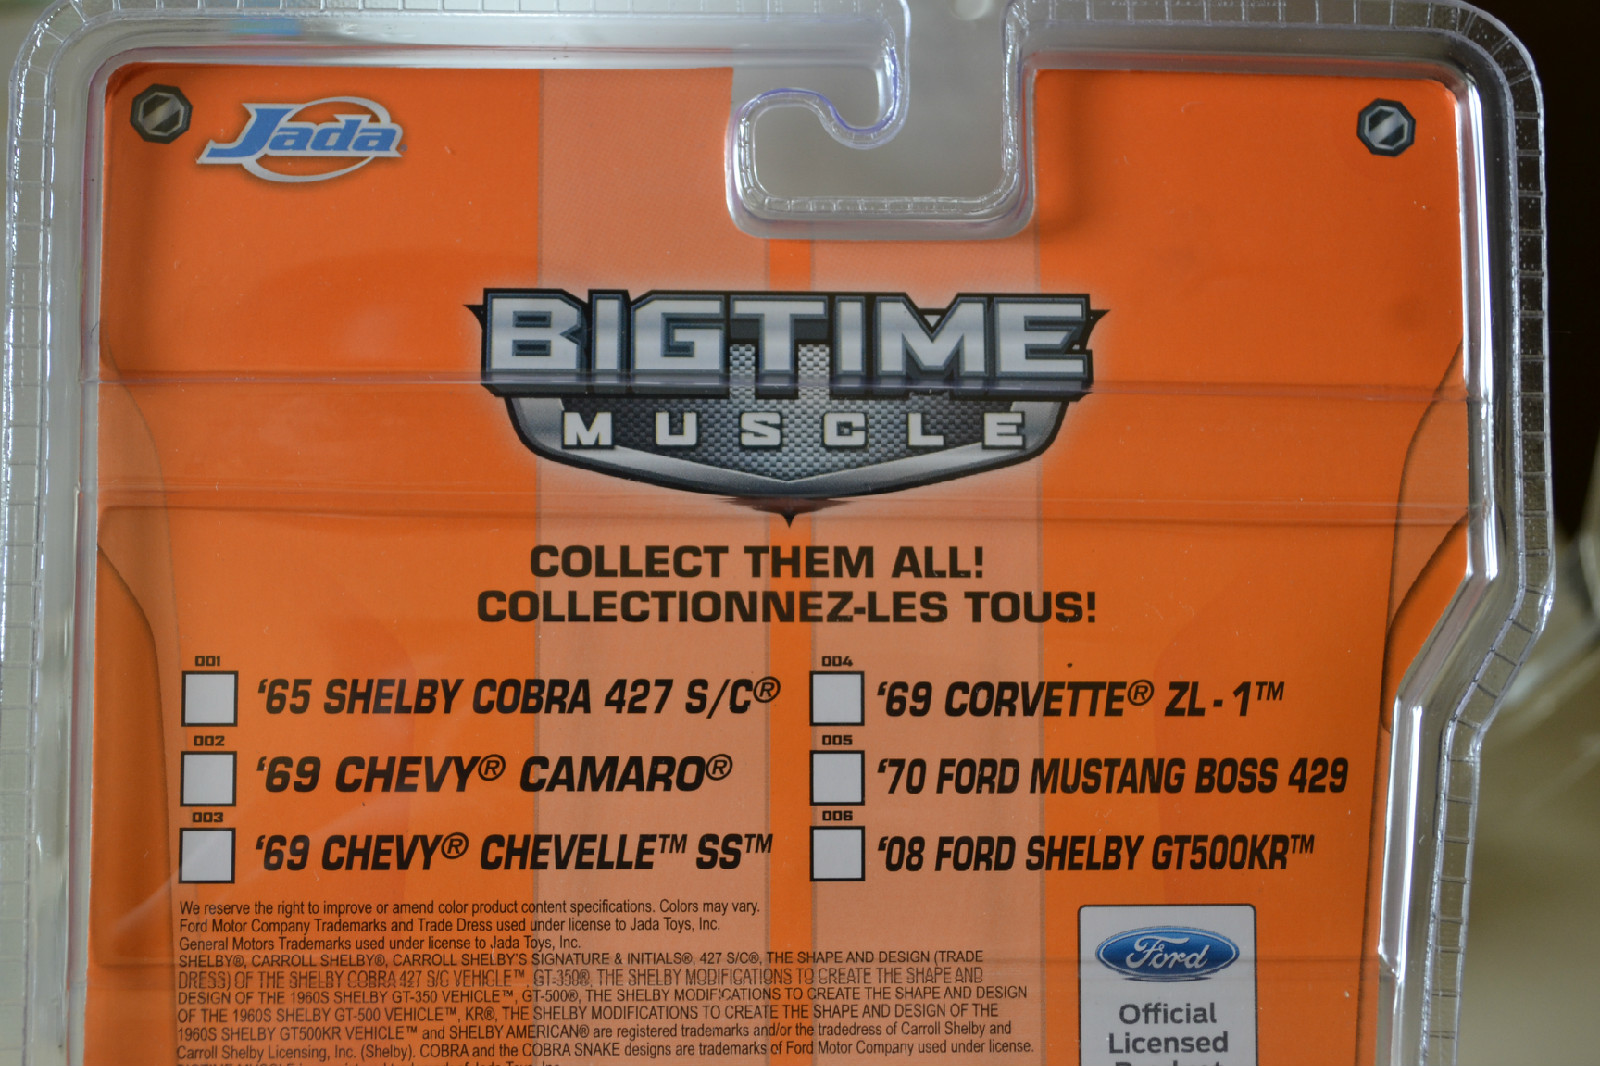 Jada
BIGTIME
MUSCLE
COLLECT THEM ALL!
COLLECTIONNEZ-LES TOUS!
001
'65 SHELBY COBRA 427 S/C®
002
'69 CHEVY® CAMARO®
003
'69 CHEVY® CHEVELLE™ SS™
004
'69 CORVETTE® ZL-1™
005
'70 FORD MUSTANG BOSS 429
006
'08 FORD SHELBY GT500KR™
We reserve the right to improve or amend color product content specifications. Colors may vary.
Ford Motor Company Trademarks and Trade Dress used under license to Jada Toys, Inc.
General Motors Trademarks used under license to Jada Toys, Inc.
SHELBY®, CARROLL SHELBY®, CARROLL SHELBY'S SIGNATURE & INITIALS®, 427 S/C®, THE SHAPE AND DESIGN (TRADE
DRESS) OF THE SHELBY COBRA 427 S/C VEHICLE™, GT-350®, THE SHELBY MODIFICATIONS TO CREATE THE SHAPE AND
DESIGN OF THE 1960S SHELBY GT-350 VEHICLE™, GT-500®, THE SHELBY MODIFICATIONS TO CREATE THE SHAPE AND DESIGN
OF THE 1960S SHELBY GT-500 VEHICLE™, KR®, THE SHELBY MODIFICATIONS TO CREATE THE SHAPE AND DESIGN OF THE
1960S SHELBY GT500KR VEHICLE™ and SHELBY AMERICAN® are registered trademarks and/or the tradedress of Carroll Shelby and
Carroll Shelby Licensing, Inc. (Shelby). COBRA and the COBRA SNAKE designs are trademarks of Ford Motor Company used under license.
Ford
Official
Licensed